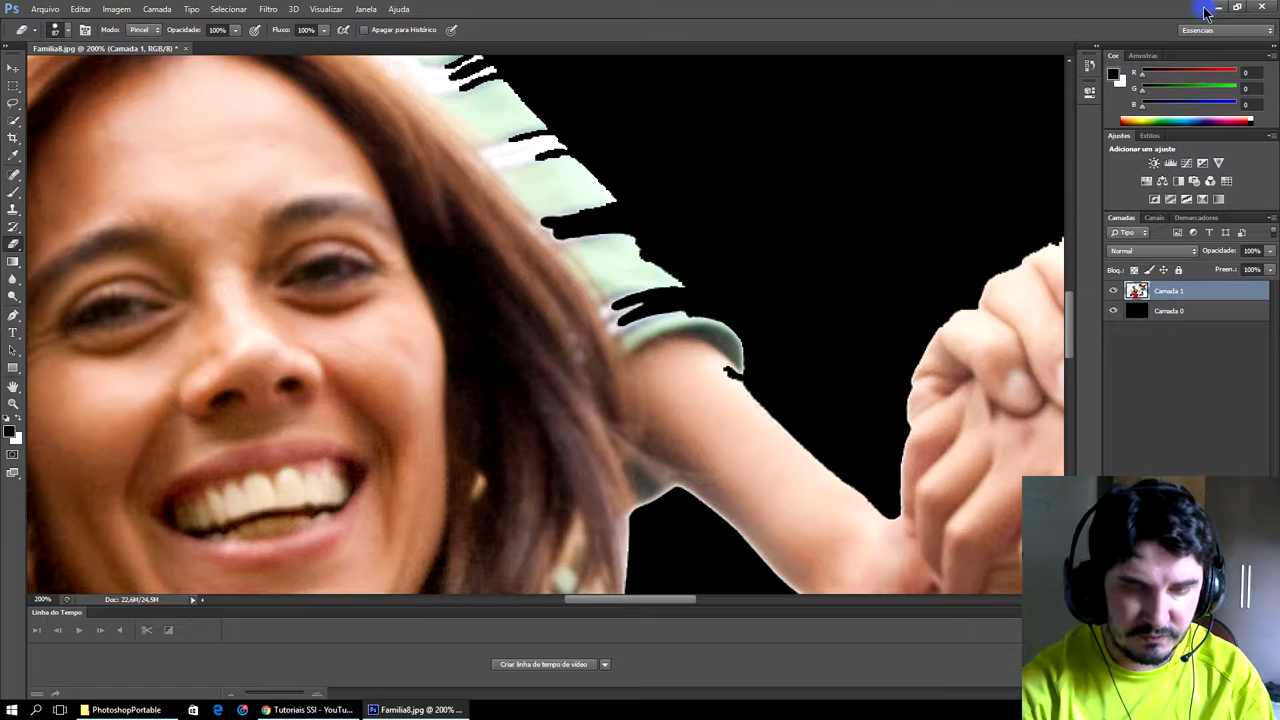 Ps Arquivo Editar Imagem Camada Tipo Selecionar Filtro 3D Visualizar Janela Ajuda
87 Modo: Pincel Opacidade: 100% Fluxo: 100% Apagar para Histórico Essenciais
Familia8.jpg @ 200% (Camada 1, RGB/8) * ×
Cor Amostras
R 0
G 0
B 0
Ajustes Estilos
Adicionar um ajuste
Camadas Canais Demarcadores
Tipo
Normal Opacidade: 100%
Bloq.: Preen.: 100%
Camada 1
Camada 0
200% Doc: 22,6M/24,5M
Linha do Tempo
Criar linha de tempo de vídeo
PhotoshopPortable Tutoriais SSI - YouTu... Familia8.jpg @ 200% ...